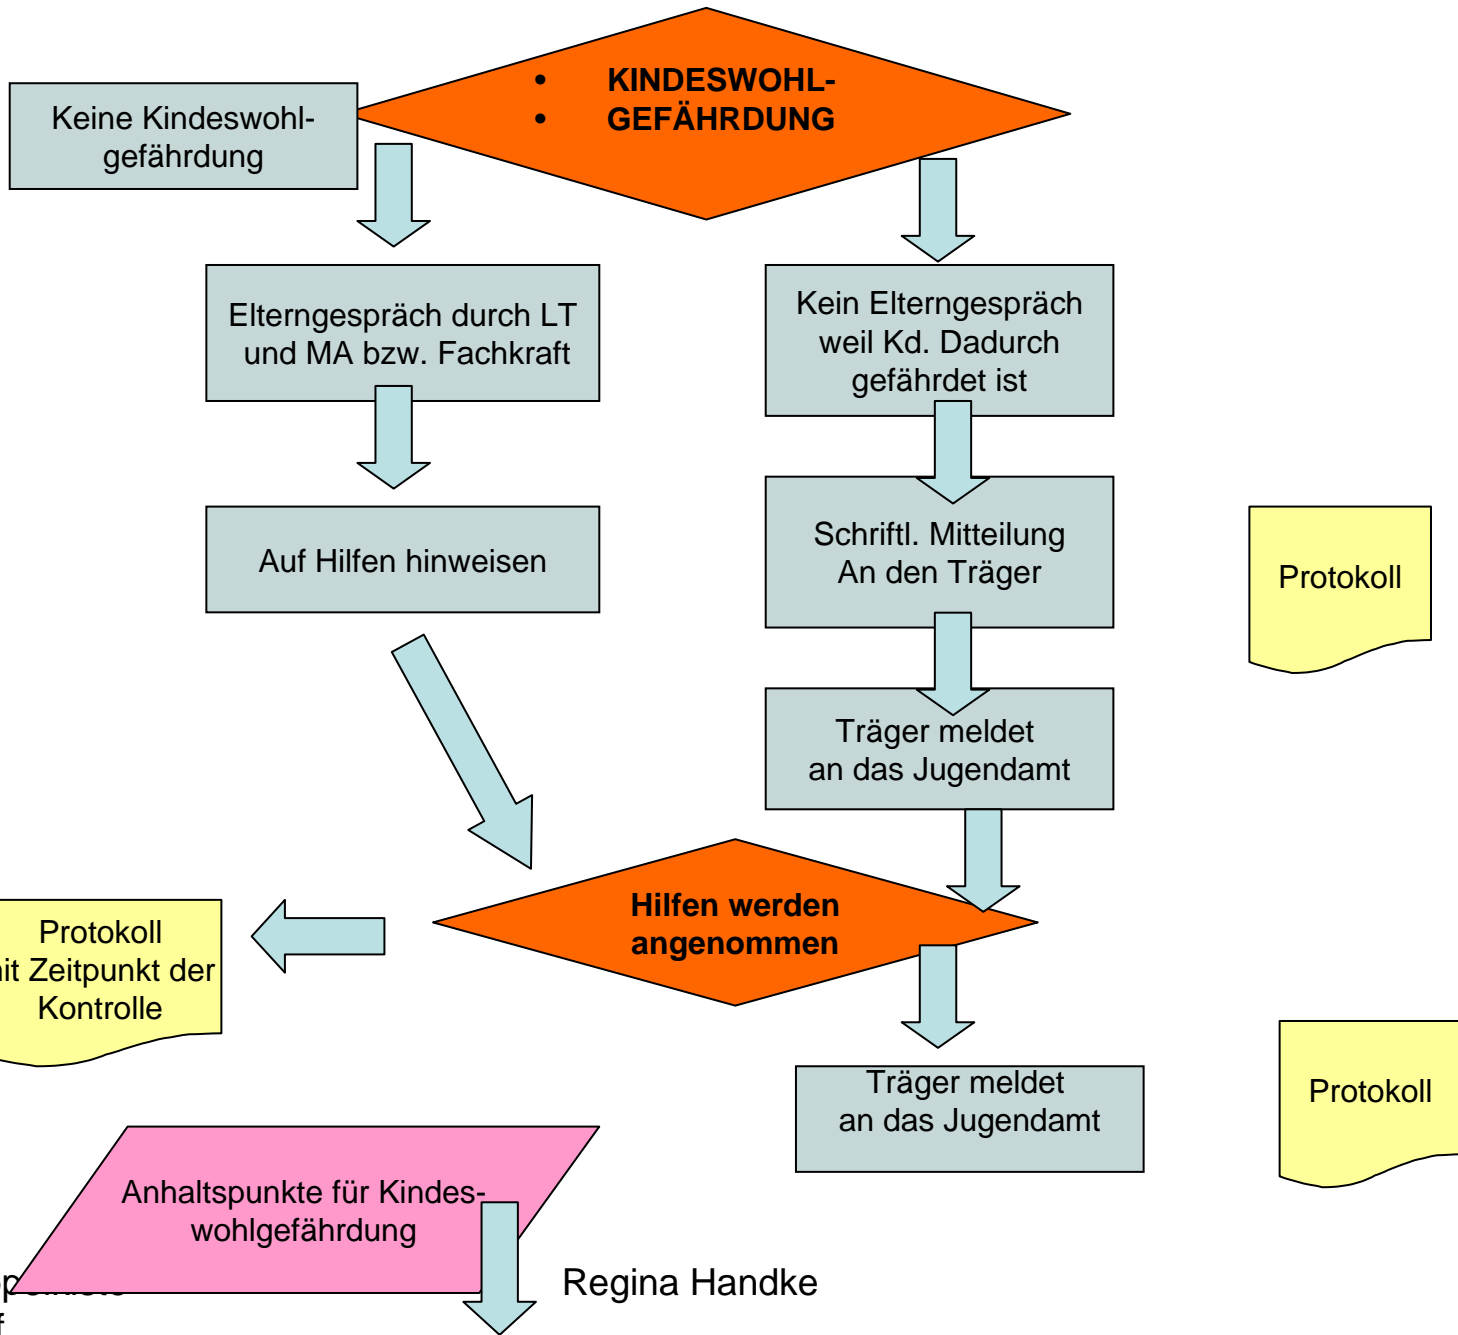 • KINDESWOHL-
• GEFÄHRDUNG
Keine Kindeswohl-
gefährdung
Elterngespräch durch LT
und MA bzw. Fachkraft
Kein Elterngespräch
weil Kd. Dadurch
gefährdet ist
Auf Hilfen hinweisen
Schriftl. Mitteilung
An den Träger
Protokoll
Träger meldet
an das Jugendamt
Hilfen werden
angenommen
Protokoll
Zeitpunkt der
Kontrolle
Träger meldet
an das Jugendamt
Protokoll
Anhaltspunkte für Kindes-
wohlgefährdung
Regina Handke